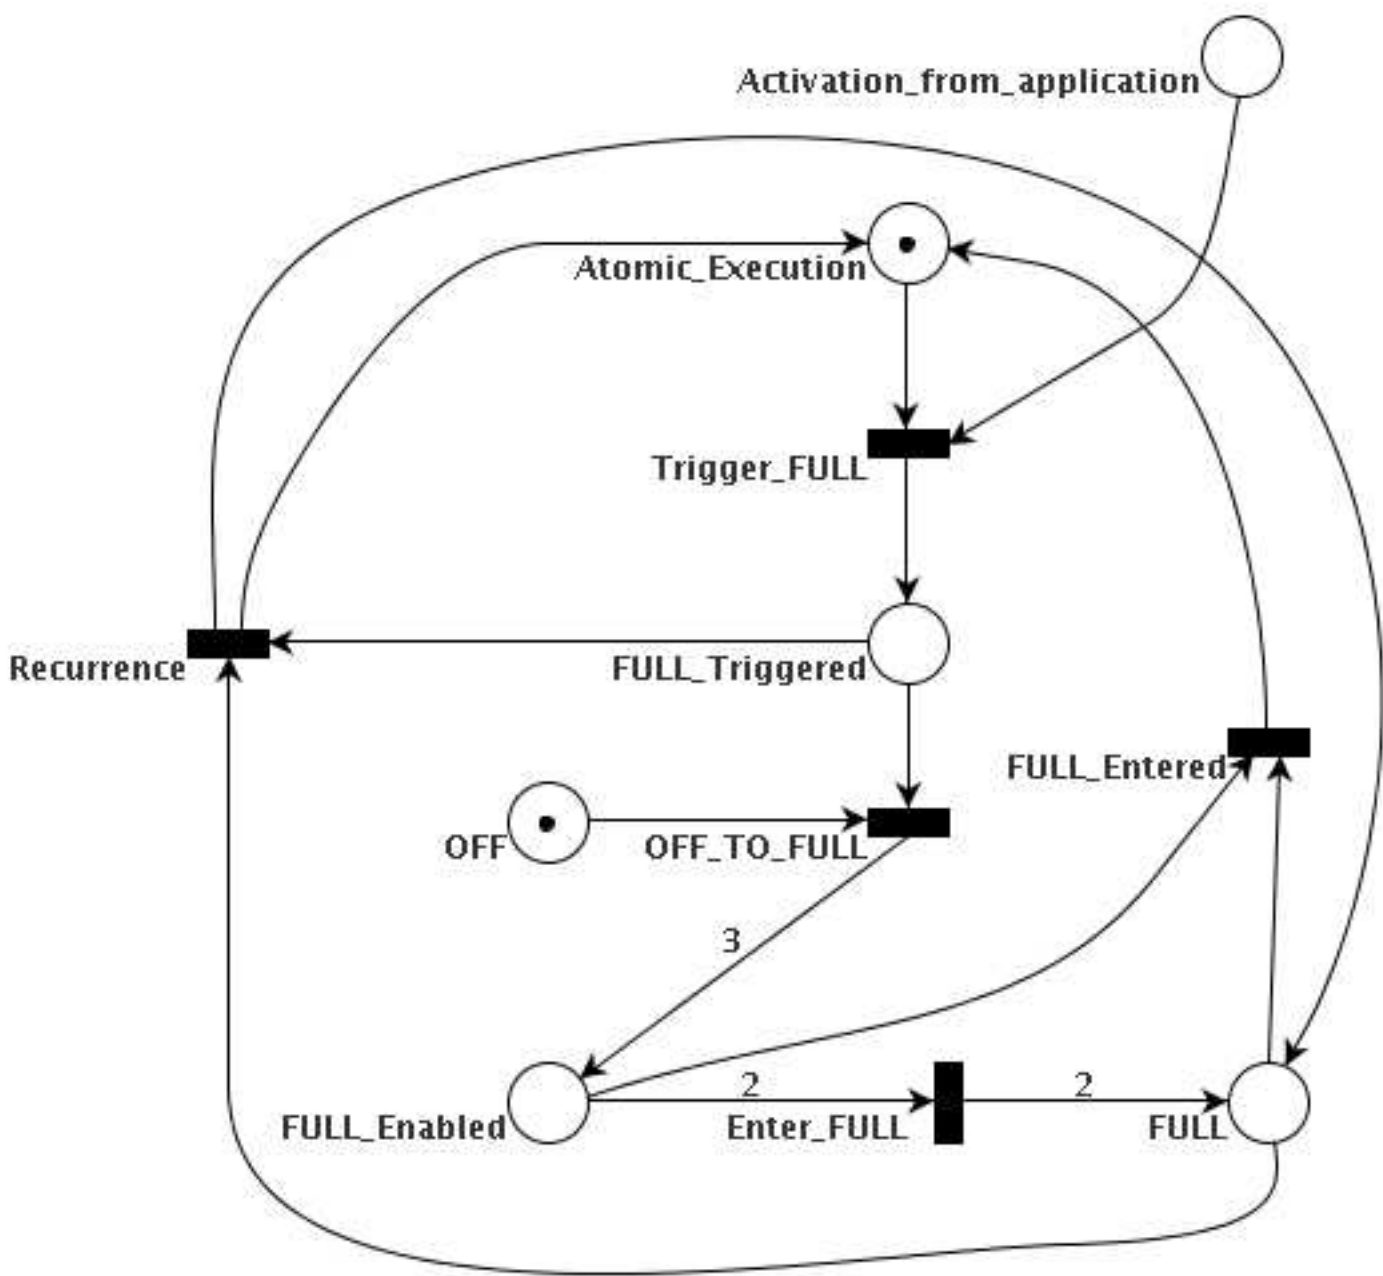 Activation_from_application
Atomic_Execution
Trigger_FULL
Recurrence
FULL_Triggered
FULL_Entered
OFF
OFF_TO_FULL
3
2
2
FULL_Enabled
Enter_FULL
FULL